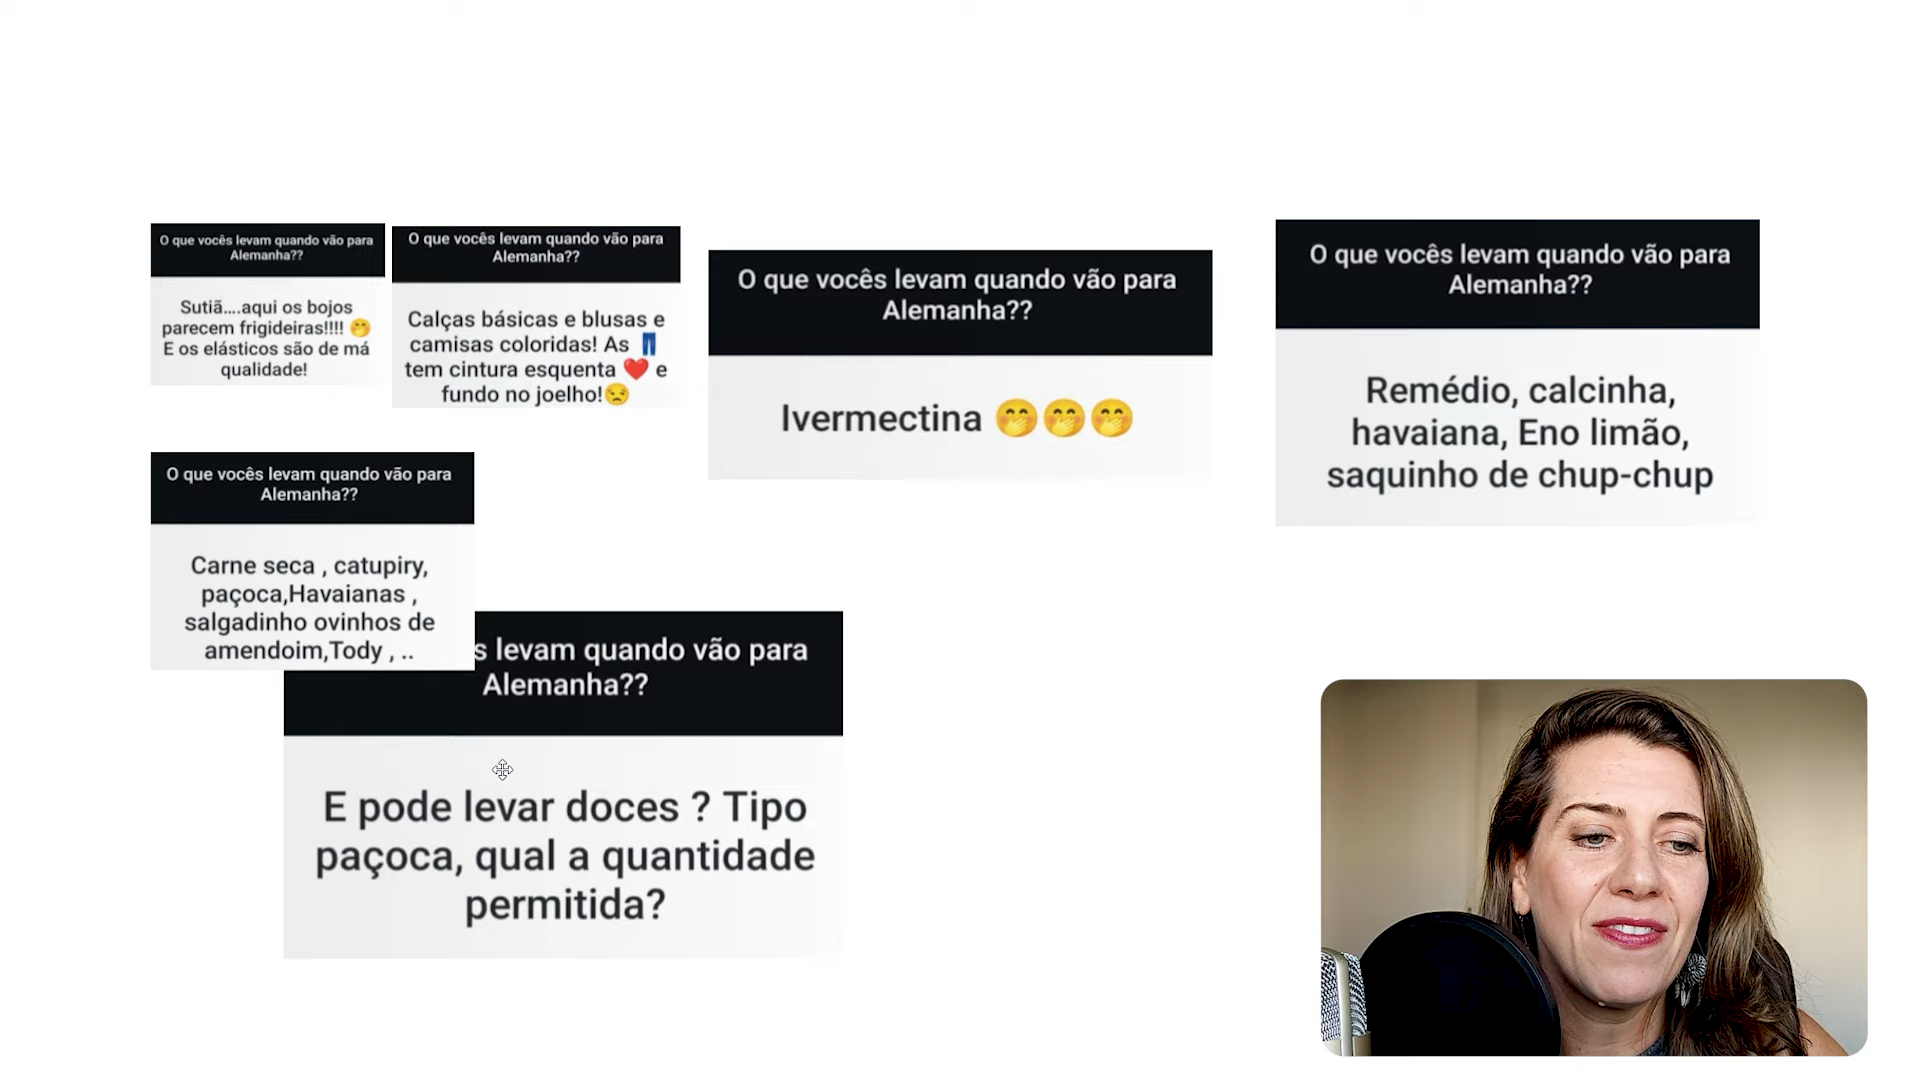 O que vocês levam quando vão para
Alemanha??
Sutiã....aqui os bojos
parecem frigideiras!!!! 🤭
E os elásticos são de má
qualidade!
O que vocês levam quando vão para
Alemanha??
Calças básicas e blusas e
camisas coloridas! As 👖
tem cintura esquenta ❤️ e
fundo no joelho!😒
O que vocês levam quando vão para
Alemanha??
Ivermectina 🤭🤭🤭
O que vocês levam quando vão para
Alemanha??
Remédio, calcinha,
havaiana, Eno limão,
saquinho de chup-chup
O que vocês levam quando vão para
Alemanha??
Carne seca , catupiry,
paçoca,Havaianas ,
salgadinho ovinhos de
amendoim,Tody , ..
s levam quando vão para
Alemanha??
E pode levar doces ? Tipo
paçoca, qual a quantidade
permitida?